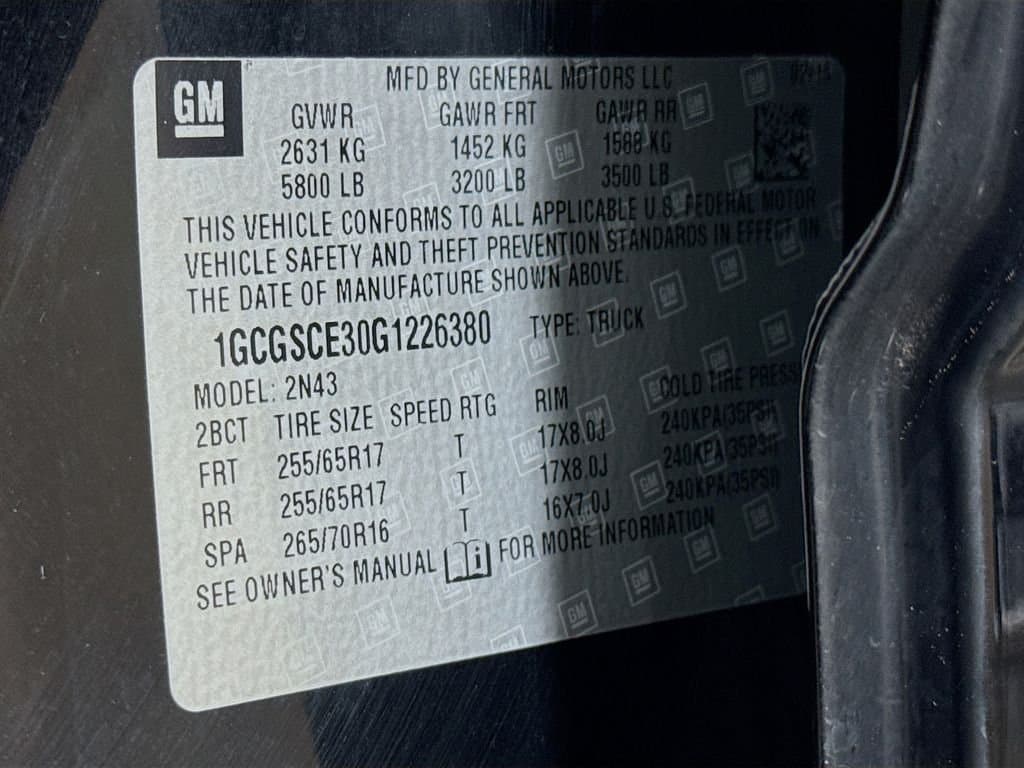 GM
MFD BY GENERAL MOTORS LLC
GVWR GAWR FRT GAWR RR
2631 KG 1452 KG 1588 KG
5800 LB 3200 LB 3500 LB
THIS VEHICLE CONFORMS TO ALL APPLICABLE U.S. FEDERAL MOTOR
VEHICLE SAFETY AND THEFT PREVENTION STANDARDS IN EFFECT ON
THE DATE OF MANUFACTURE SHOWN ABOVE.
1GCGSCE30G1226380 TYPE: TRUCK
MODEL: 2N43
2BCT TIRE SIZE SPEED RTG RIM COLD TIRE PRESS
FRT 255/65R17 T 17X8.0J 240KPA(35PSI)
RR 255/65R17 T 17X8.0J 240KPA(35PSI)
SPA 265/70R16 T 16X7.0J 240KPA(35PSI)
SEE OWNER'S MANUAL FOR MORE INFORMATION